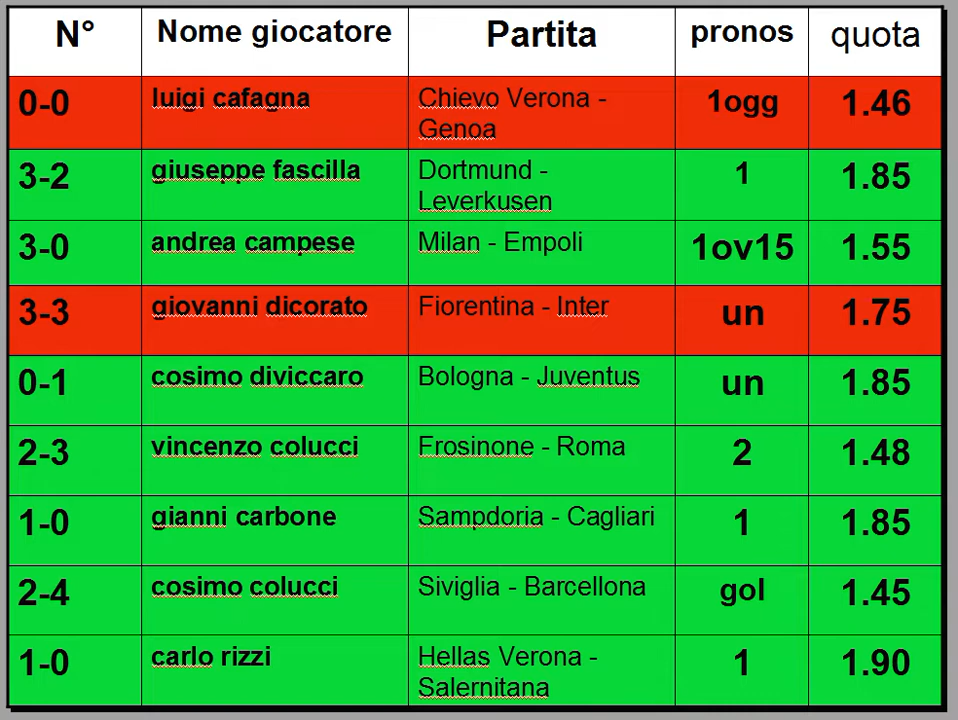 N° Nome giocatore Partita pronos quota
0-0 luigi cafagna Chievo Verona - 1ogg 1.46
Genoa
3-2 giuseppe fascilla Dortmund - 1 1.85
Leverkusen
3-0 andrea campese Milan - Empoli 1ov15 1.55
3-3 giovanni dicorato Fiorentina - Inter un 1.75
0-1 cosimo diviccaro Bologna - Juventus un 1.85
2-3 vincenzo colucci Frosinone - Roma 2 1.48
1-0 gianni carbone Sampdoria - Cagliari 1 1.85
2-4 cosimo colucci Siviglia - Barcellona gol 1.45
1-0 carlo rizzi Hellas Verona - 1 1.90
Salernitana